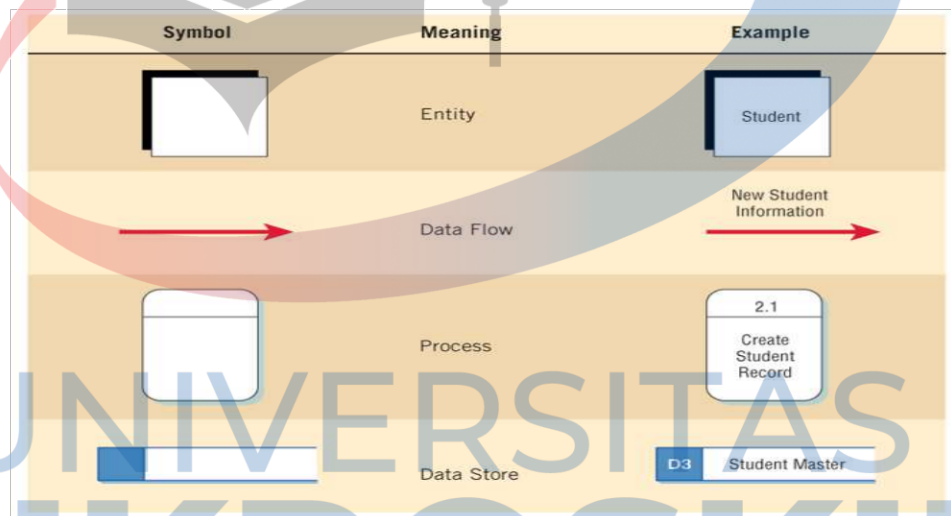 Symbol Meaning Example
Entity
Student
Data Flow
New Student
Information
Process
2.1
Create
Student
Record
Data Store
D3 Student Master
UNIVERSITAS